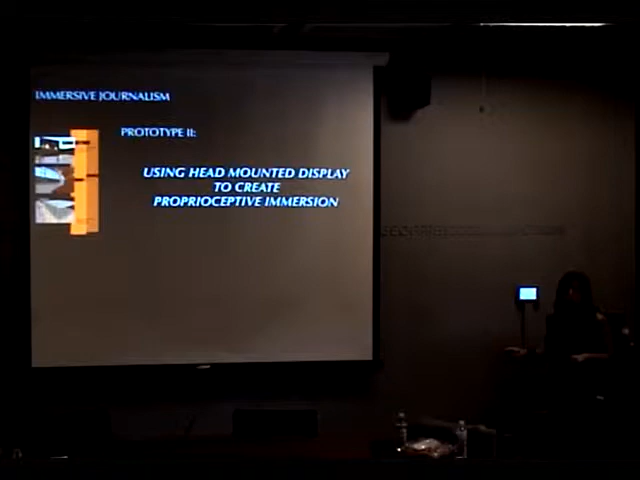 IMMERSIVE JOURNALISM
PROTOTYPE II:
USING HEAD MOUNTED DISPLAY
TO CREATE
PROPRIOCEPTIVE IMMERSION